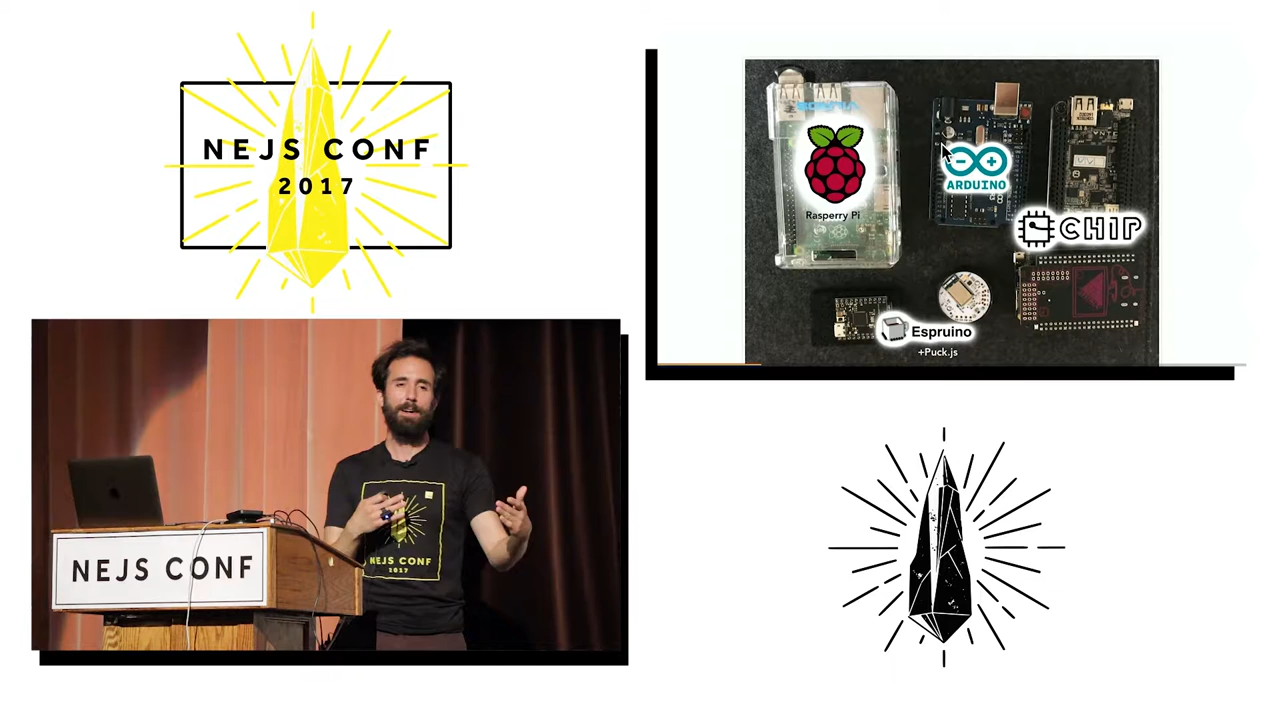 NEJS CONF
2017
Rasperry Pi
ARDUINO
CHIP
Espruino
+Puck.js
NEJS CONF
NEJS CONF
2017